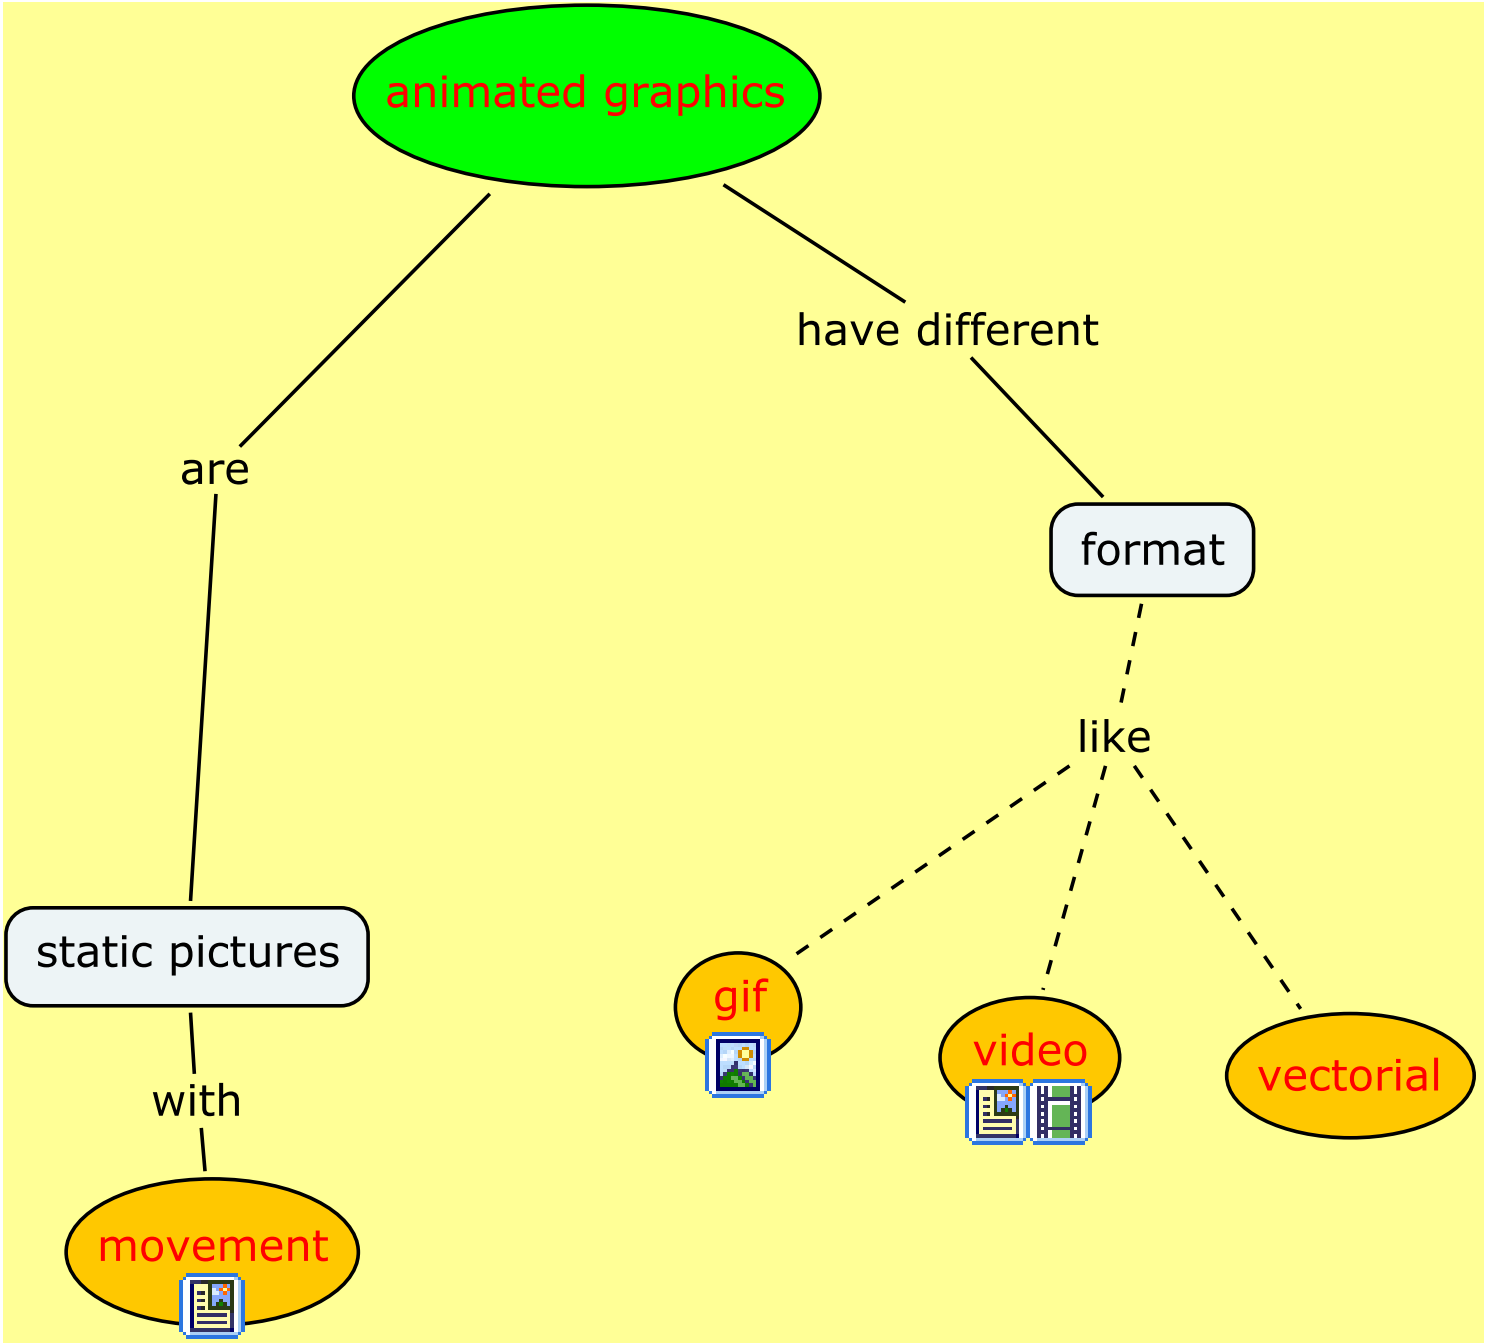 animated graphics
have different
are
format
like
static pictures
gif
video
vectorial
with
movement